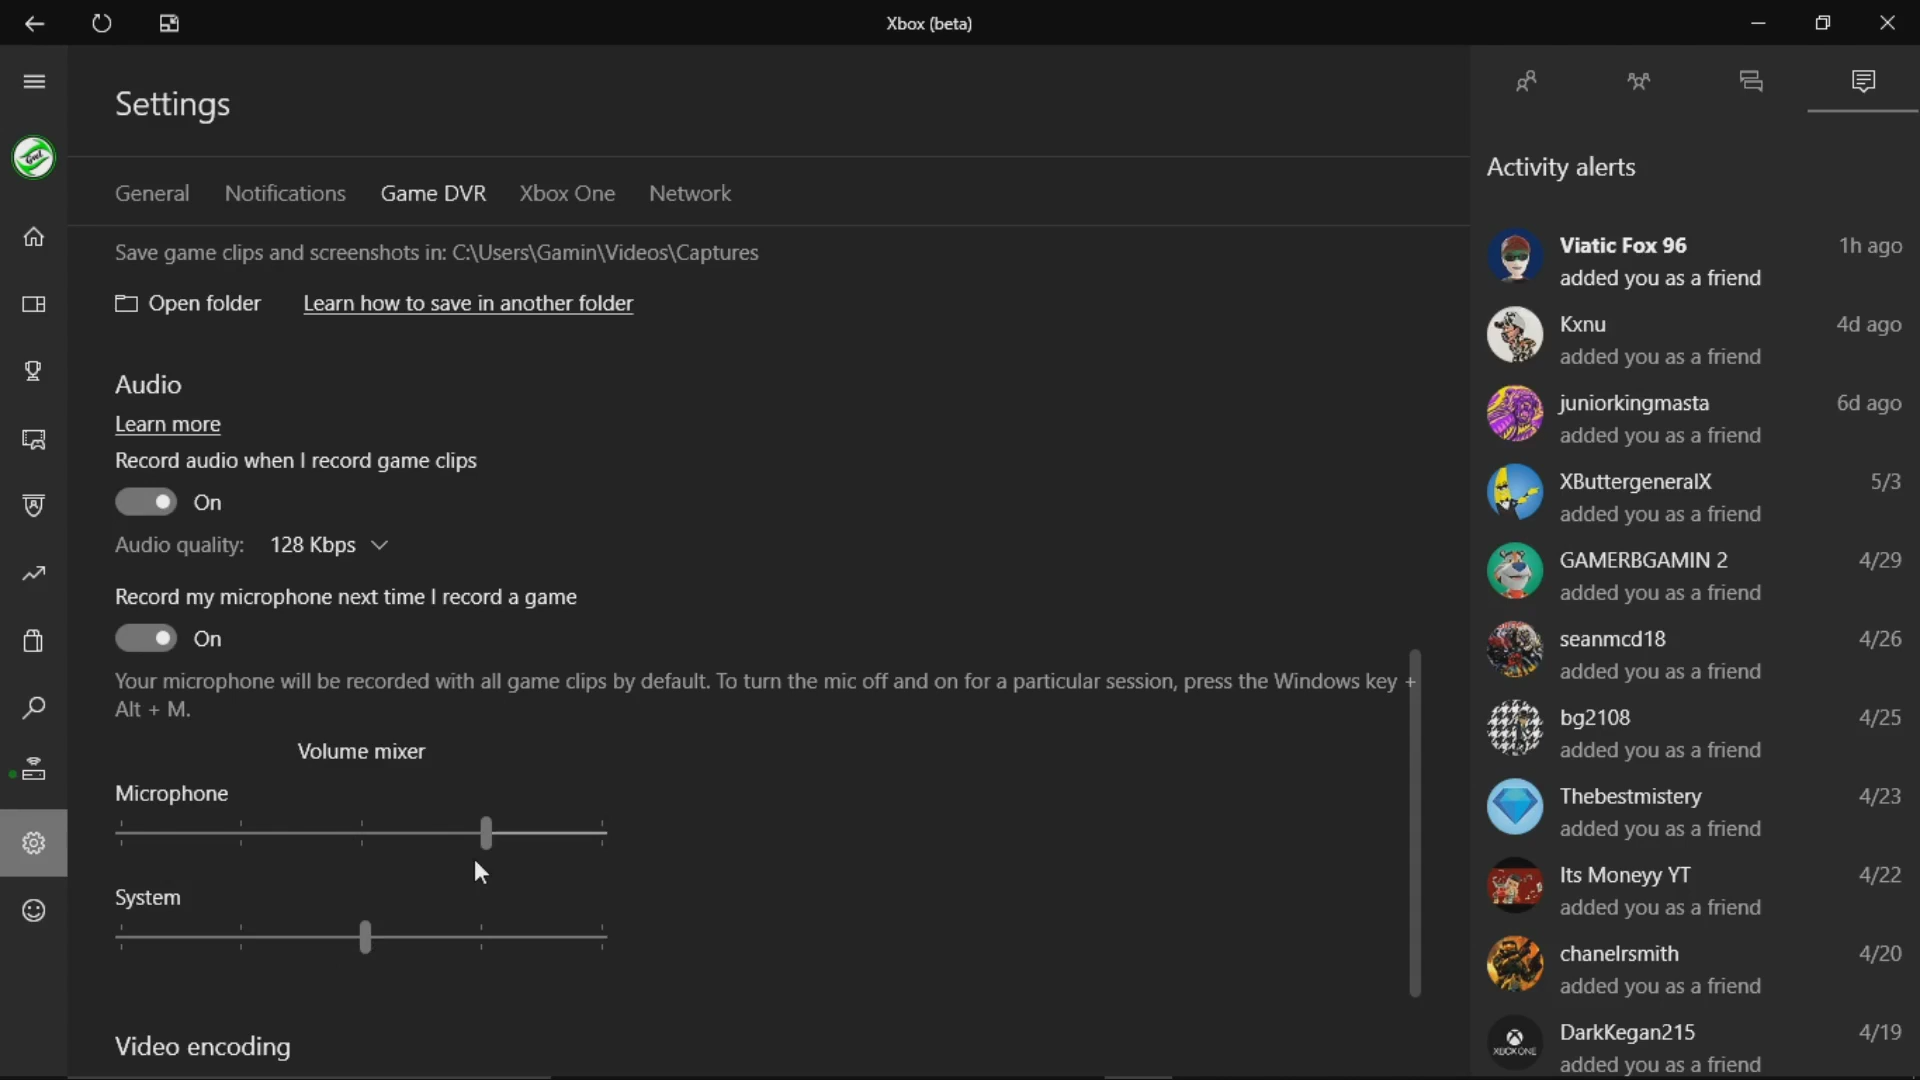 Xbox (beta)
Settings
General Notifications Game DVR Xbox One Network
Save game clips and screenshots in: C:\Users\Gamin\Videos\Captures
Open folder Learn how to save in another folder
Audio
Learn more
Record audio when I record game clips
On
Audio quality: 128 Kbps
Record my microphone next time I record a game
On
Your microphone will be recorded with all game clips by default. To turn the mic off and on for a particular session, press the Windows key +
Alt + M.
Volume mixer
Microphone
System
Video encoding
Activity alerts
Viatic Fox 96 1h ago
added you as a friend
Kxnu 4d ago
added you as a friend
juniorkingmasta 6d ago
added you as a friend
XButtergeneralX 5/3
added you as a friend
GAMERBGAMIN 2 4/29
added you as a friend
seanmcd18 4/26
added you as a friend
bg2108 4/25
added you as a friend
Thebestmistery 4/23
added you as a friend
Its Moneyy YT 4/22
added you as a friend
chanelrsmith 4/20
added you as a friend
XBOX ONE
DarkKegan215 4/19
added you as a friend